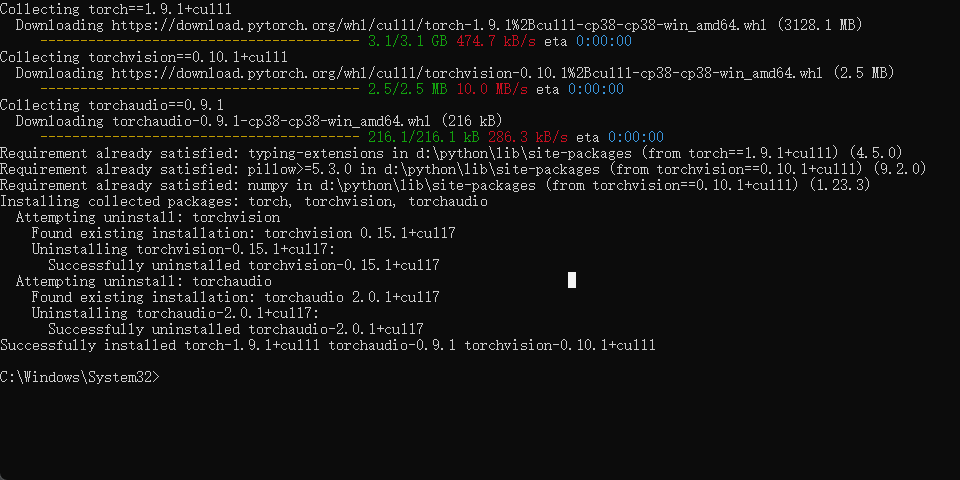 Collecting torch==1.9.1+cu111
Downloading https://download.pytorch.org/whl/cu111/torch-1.9.1%2Bcu111-cp38-cp38-win_amd64.whl (3128.1 MB)
---------------------------------------- 3.1/3.1 GB 474.7 kB/s eta 0:00:00
Collecting torchvision==0.10.1+cu111
Downloading https://download.pytorch.org/whl/cu111/torchvision-0.10.1%2Bcu111-cp38-cp38-win_amd64.whl (2.5 MB)
---------------------------------------- 2.5/2.5 MB 10.0 MB/s eta 0:00:00
Collecting torchaudio==0.9.1
Downloading torchaudio-0.9.1-cp38-cp38-win_amd64.whl (216 kB)
---------------------------------------- 216.1/216.1 kB 286.3 kB/s eta 0:00:00
Requirement already satisfied: typing-extensions in d:\python\lib\site-packages (from torch==1.9.1+cu111) (4.5.0)
Requirement already satisfied: pillow>=5.3.0 in d:\python\lib\site-packages (from torchvision==0.10.1+cu111) (9.2.0)
Requirement already satisfied: numpy in d:\python\lib\site-packages (from torchvision==0.10.1+cu111) (1.23.3)
Installing collected packages: torch, torchvision, torchaudio
Attempting uninstall: torchvision
Found existing installation: torchvision 0.15.1+cu117
Uninstalling torchvision-0.15.1+cu117:
Successfully uninstalled torchvision-0.15.1+cu117
Attempting uninstall: torchaudio
Found existing installation: torchaudio 2.0.1+cu117
Uninstalling torchaudio-2.0.1+cu117:
Successfully uninstalled torchaudio-2.0.1+cu117
Successfully installed torch-1.9.1+cu111 torchaudio-0.9.1 torchvision-0.10.1+cu111
C:\Windows\System32>